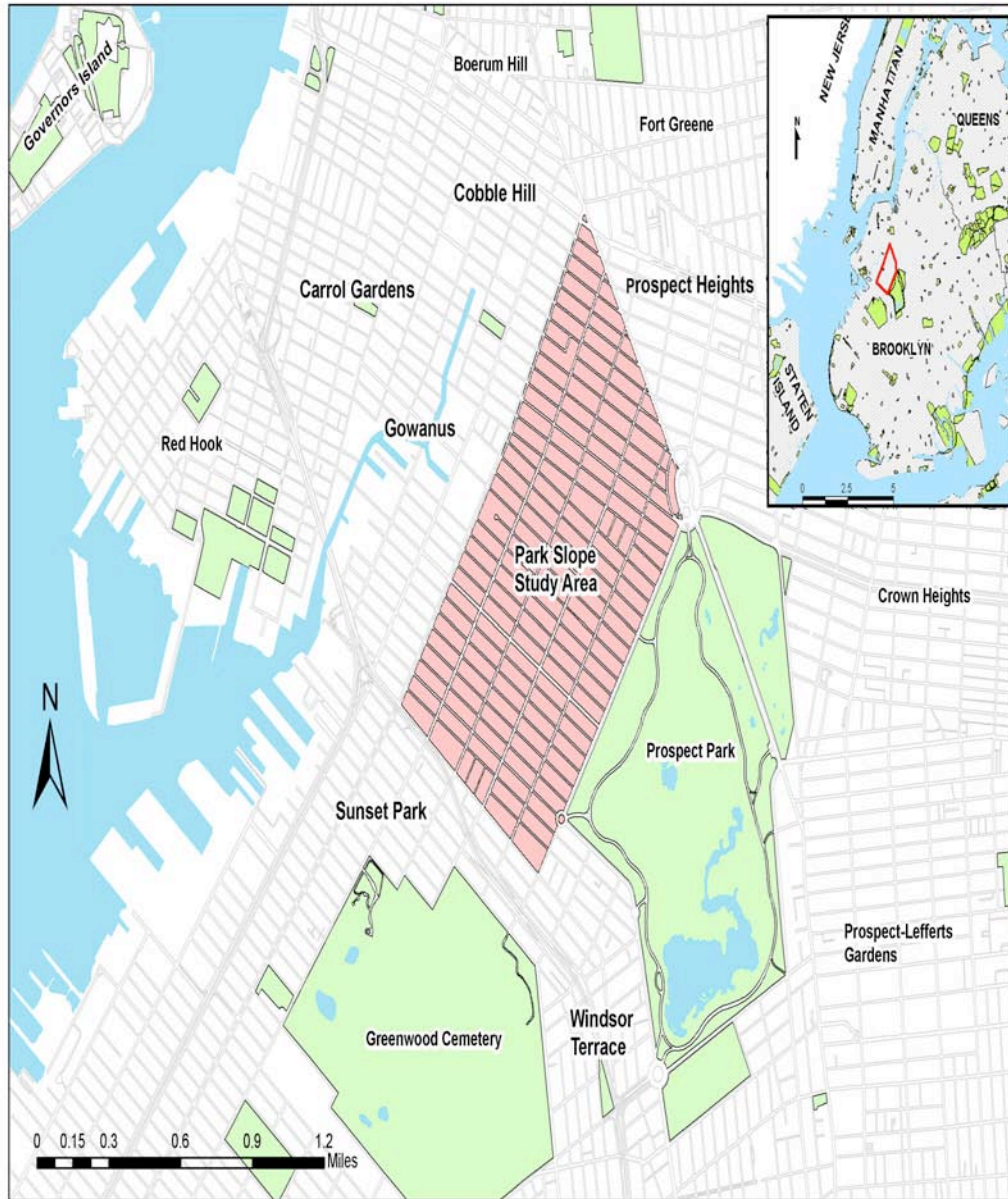 Governors Island
Boerum Hill
Fort Greene
Cobble Hill
Carrol Gardens
Prospect Heights
Red Hook
Gowanus
Park Slope
Study Area
Crown Heights
N
Prospect Park
Sunset Park
Prospect-Lefferts
Gardens
Windsor
Terrace
Greenwood Cemetery
0 0.15 0.3 0.6 0.9 1.2
Miles
NEW JERSE
MANHATTAN
QUEENS
N
BROOKLYN
STATEN
ISLAND
0 2.5 5